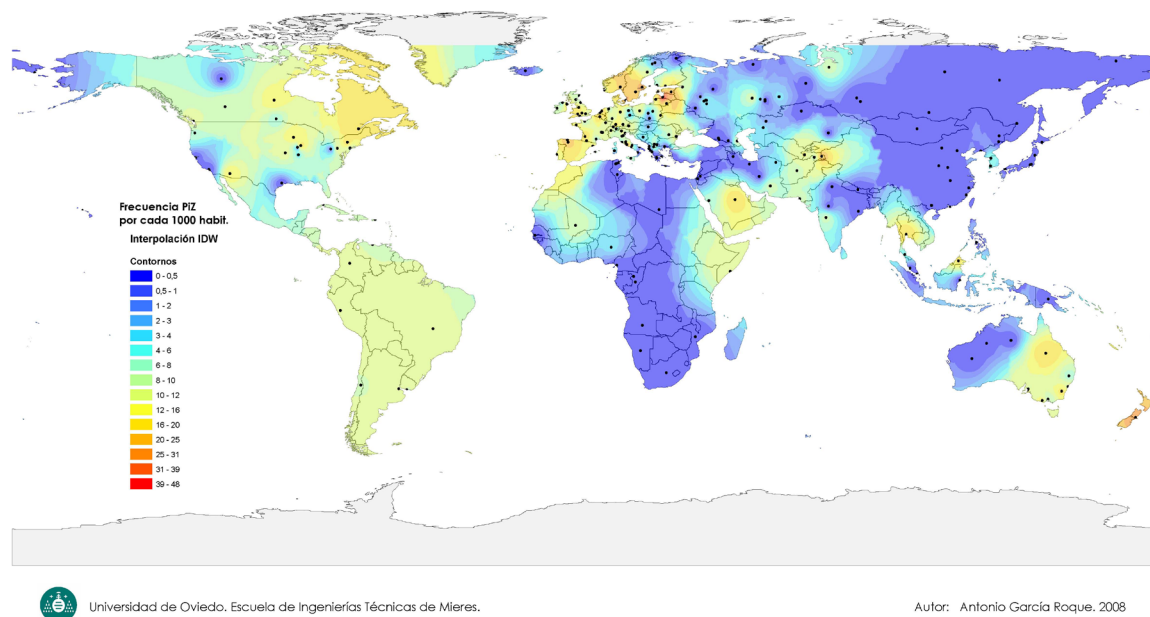 Frecuencia PiZ
por cada 1000 habit.
Interpolación IDW
Contornos
0 - 0,5
0,5 - 1
1 - 2
2 - 3
3 - 4
4 - 6
6 - 8
8 - 10
10 - 12
12 - 16
16 - 20
20 - 25
25 - 31
31 - 39
39 - 48
Universidad de Oviedo. Escuela de Ingenierías Técnicas de Mieres.
Autor: Antonio García Roque. 2008